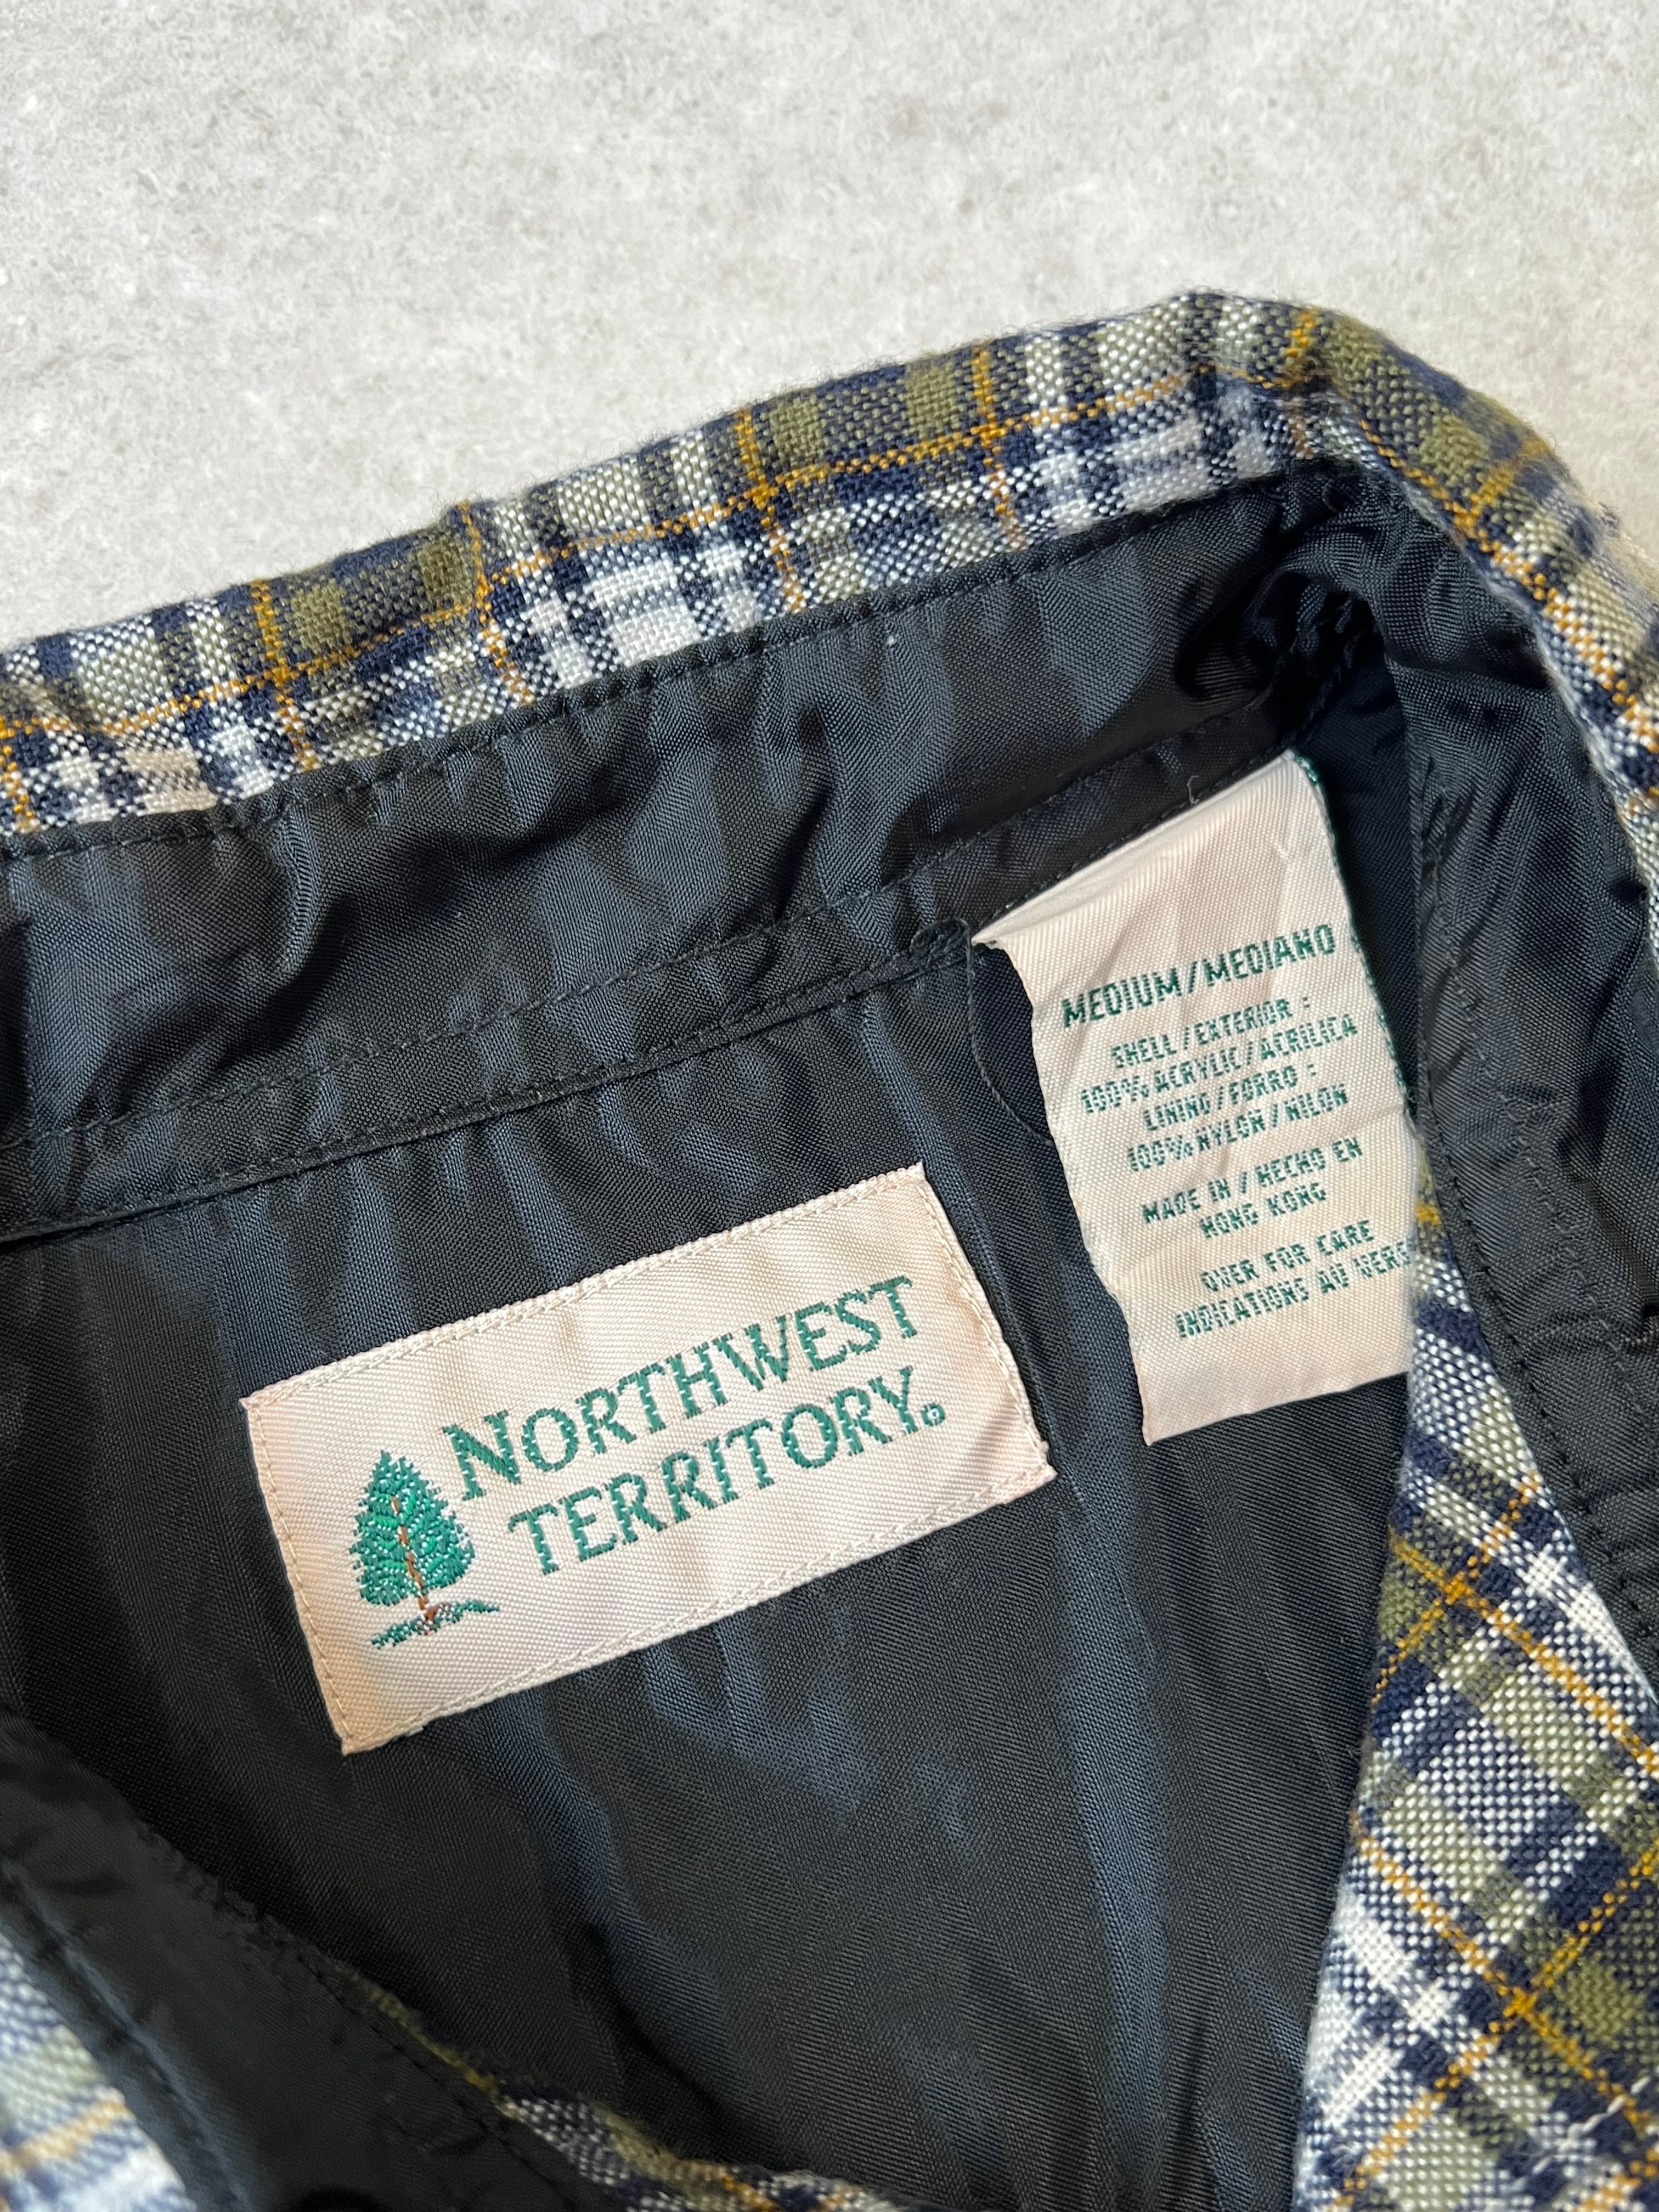 NORTHWEST
TERRITORY®
MEDIUM/MEDIANO
SHELL/EXTERIOR:
100% ACRYLIC/ACRILICA
LINING/FORRO:
100% NYLON/NILON
MADE IN/HECHO EN
HONG KONG
OVER FOR CARE
INDICATIONS AU VERS